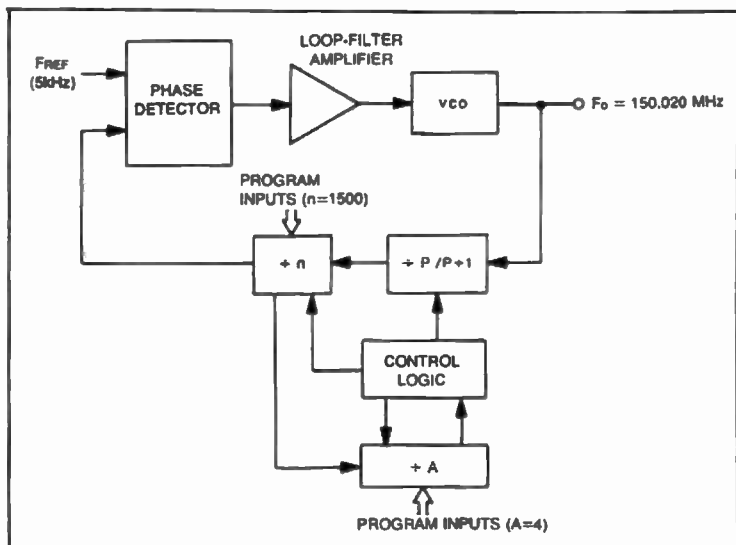 LOOP-FILTER
AMPLIFIER
FREF
(5kHz)
PHASE
DETECTOR
VCO
Fo = 150.020 MHz
PROGRAM
INPUTS (n=1500)
÷ n
÷ P/P+1
CONTROL
LOGIC
÷ A
PROGRAM INPUTS (A=4)